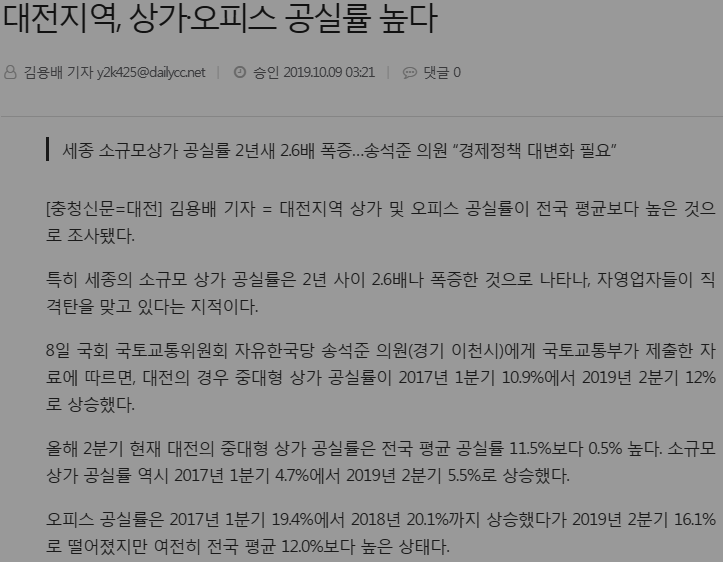 대전지역, 상가·오피스 공실률 높다
김용배 기자 y2k425@dailycc.net | 승인 2019.10.09 03:21 | 댓글 0
세종 소규모상가 공실률 2년새 2.6배 폭증…송석준 의원 “경제정책 대변화 필요”
[충청신문=대전] 김용배 기자 = 대전지역 상가 및 오피스 공실률이 전국 평균보다 높은 것으
로 조사됐다.
특히 세종의 소규모 상가 공실률은 2년 사이 2.6배나 폭증한 것으로 나타나, 자영업자들이 직
격탄을 맞고 있다는 지적이다.
8일 국회 국토교통위원회 자유한국당 송석준 의원(경기 이천시)에게 국토교통부가 제출한 자
료에 따르면, 대전의 경우 중대형 상가 공실률이 2017년 1분기 10.9%에서 2019년 2분기 12%
로 상승했다.
올해 2분기 현재 대전의 중대형 상가 공실률은 전국 평균 공실률 11.5%보다 0.5% 높다. 소규모
상가 공실률 역시 2017년 1분기 4.7%에서 2019년 2분기 5.5%로 상승했다.
오피스 공실률은 2017년 1분기 19.4%에서 2018년 20.1%까지 상승했다가 2019년 2분기 16.1%
로 떨어졌지만 여전히 전국 평균 12.0%보다 높은 상태다.